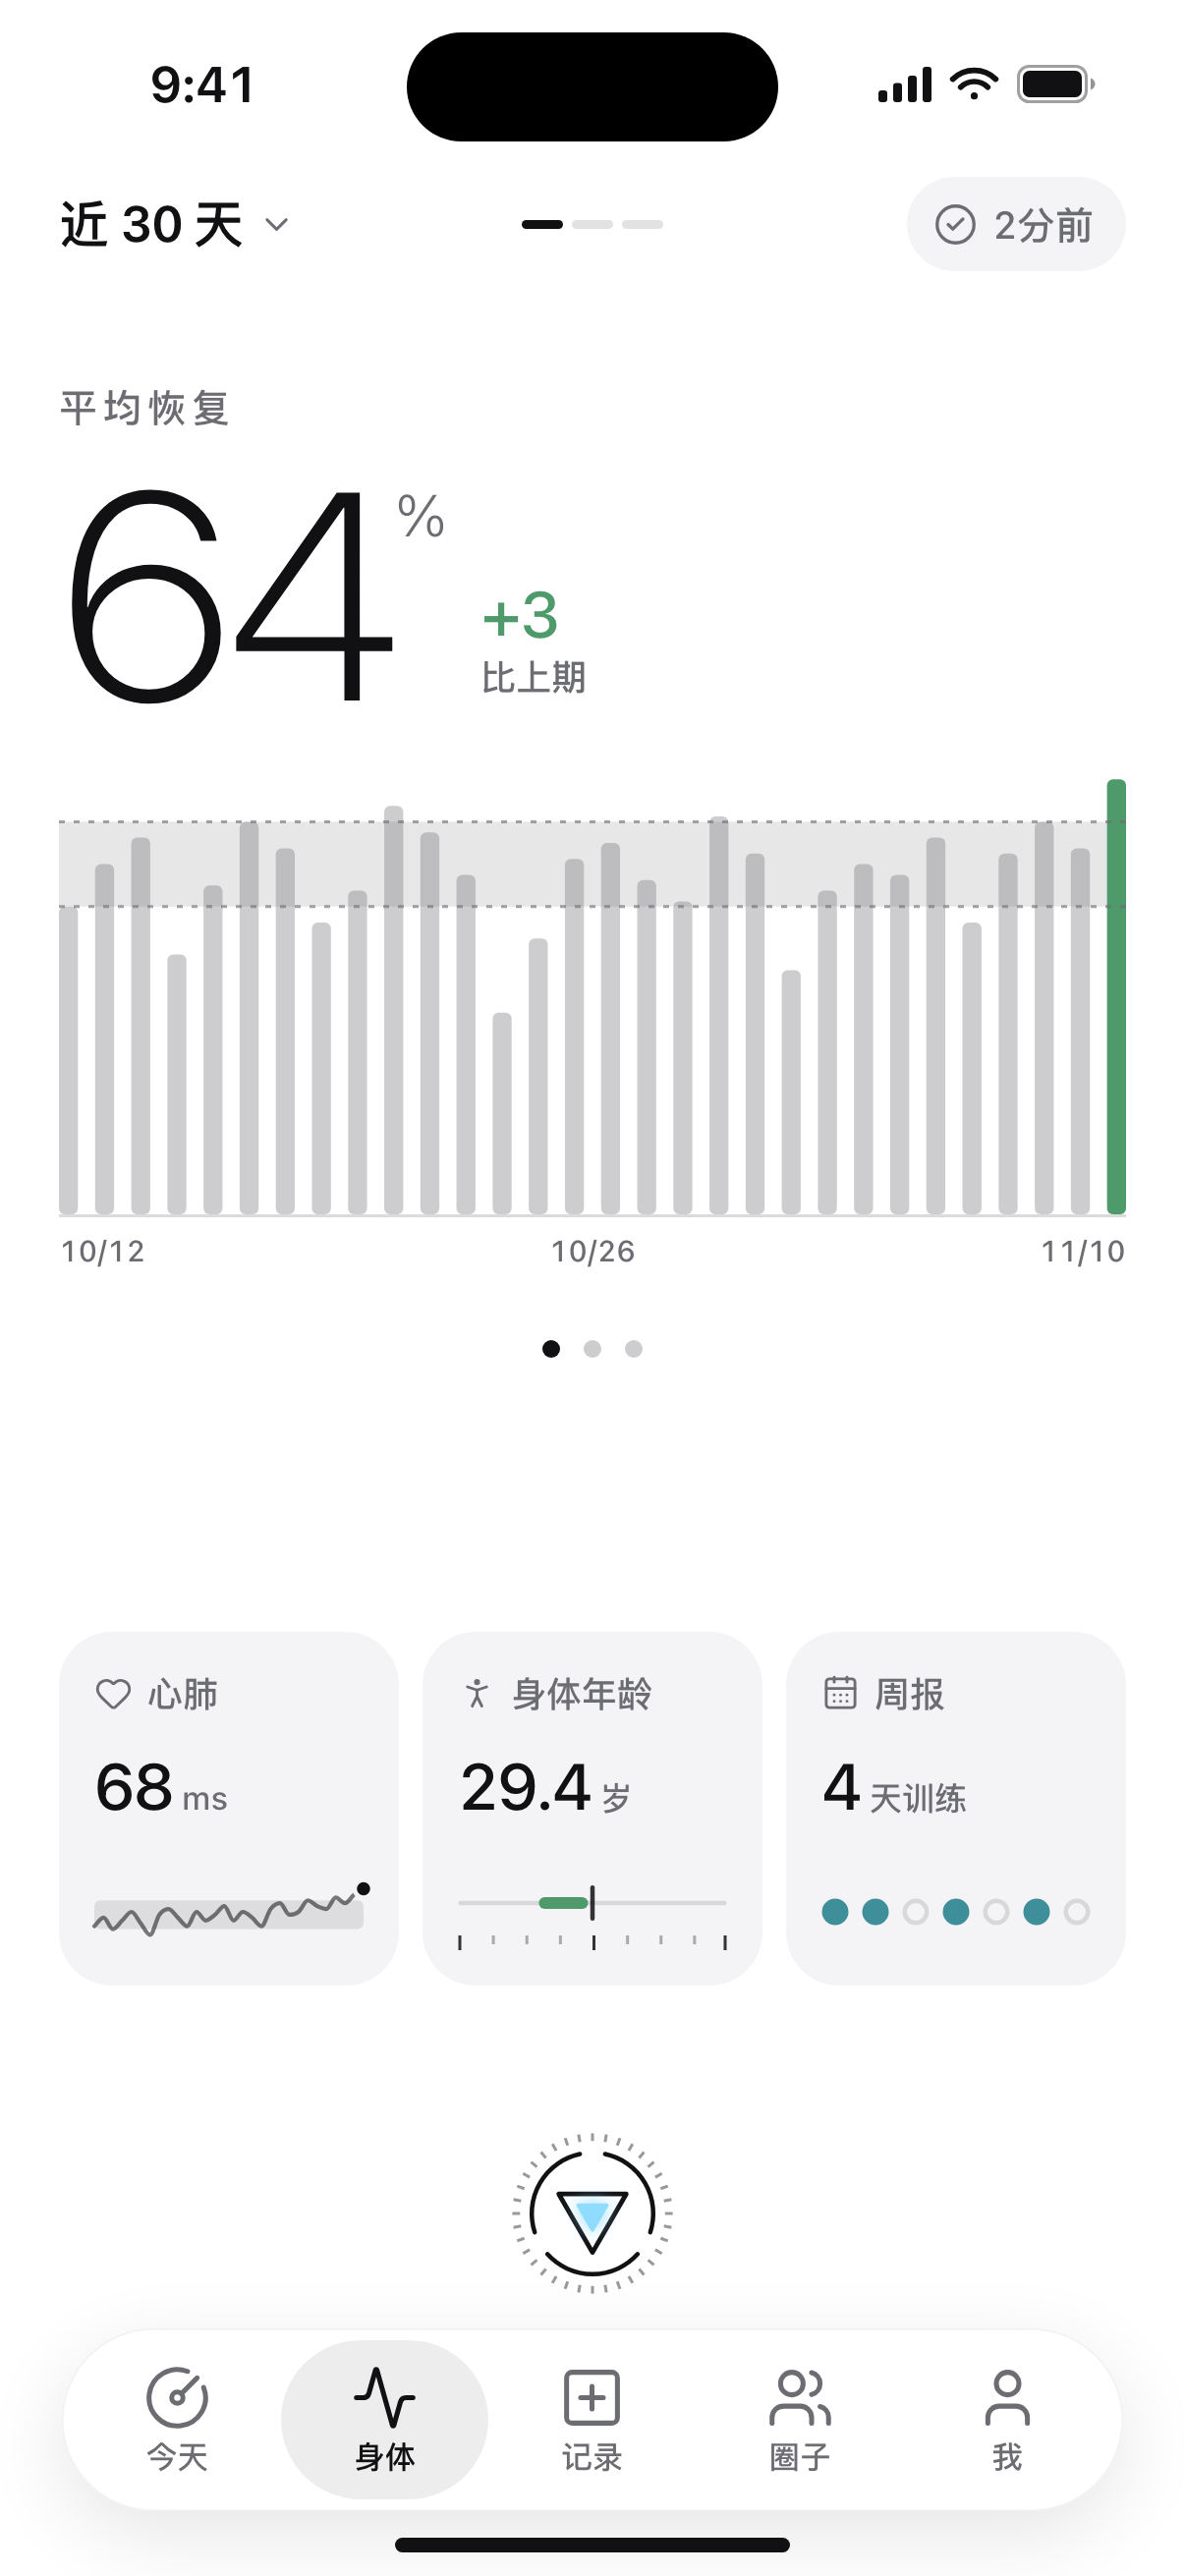 9:41
近 30 天
2分前
平均恢复
64%
+3
比上期
10/12 10/26 11/10
心肺
68 ms
身体年龄
29.4 岁
周报
4 天训练
今天 身体 记录 圈子 我